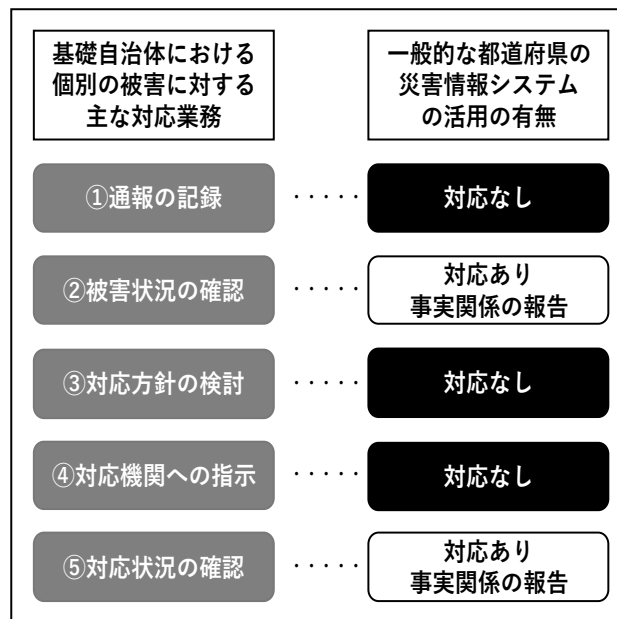 基礎自治体における
個別の被害に対する
主な対応業務
一般的な都道府県の
災害情報システム
の活用の有無
①通報の記録
・・・・・
対応なし
②被害状況の確認
・・・・・
対応あり
事実関係の報告
③対応方針の検討
・・・・・
対応なし
④対応機関への指示
・・・・・
対応なし
⑤対応状況の確認
・・・・・
対応あり
事実関係の報告